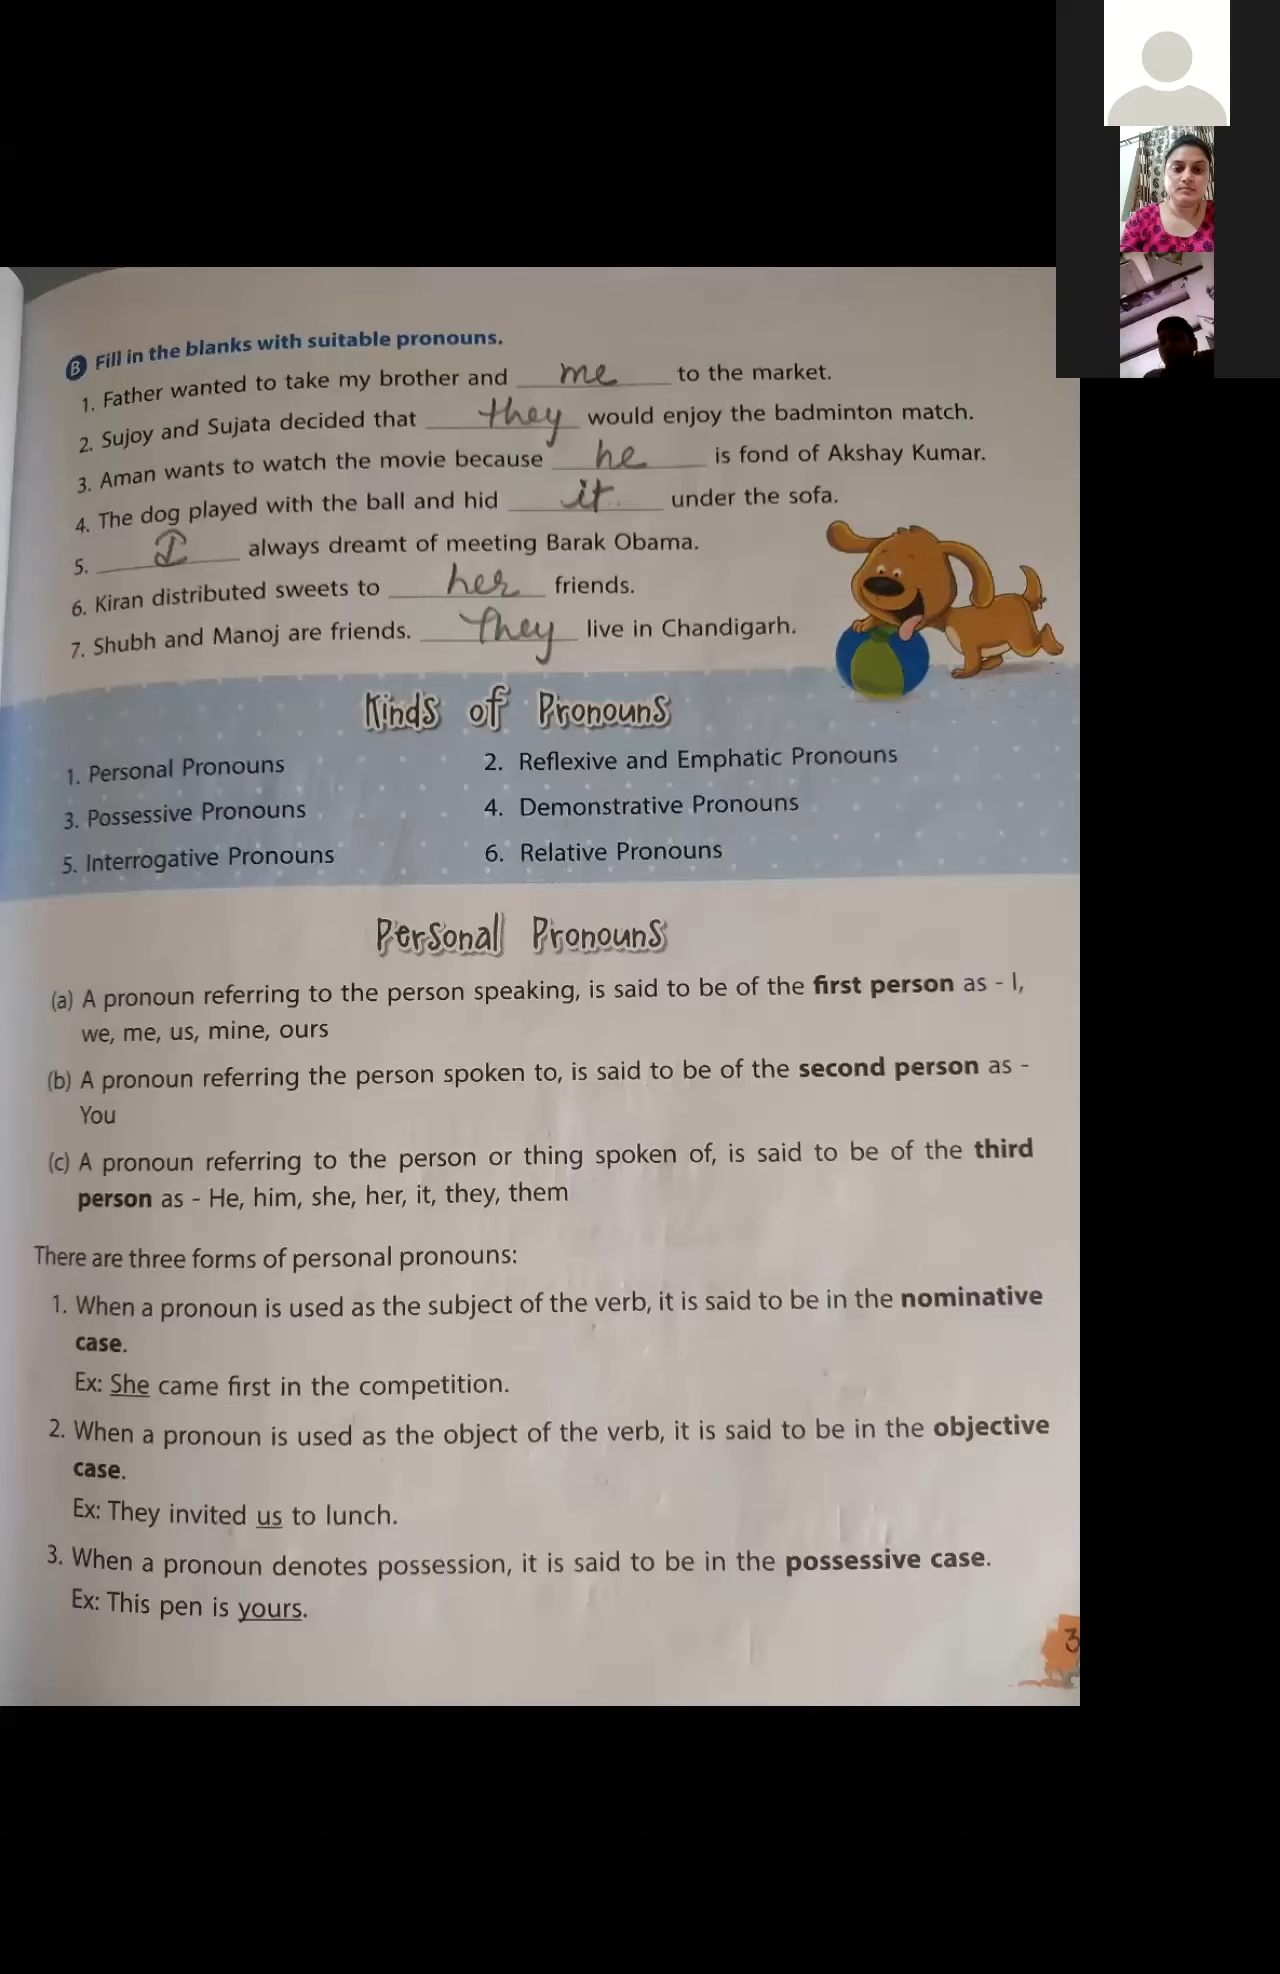 B Fill in the blanks with suitable pronouns.
1. Father wanted to take my brother and me to the market.
2. Sujoy and Sujata decided that they would enjoy the badminton match.
3. Aman wants to watch the movie because he is fond of Akshay Kumar.
4. The dog played with the ball and hid it under the sofa.
5. I always dreamt of meeting Barak Obama.
6. Kiran distributed sweets to her friends.
7. Shubh and Manoj are friends. They live in Chandigarh.
Kinds of Pronouns
1. Personal Pronouns 2. Reflexive and Emphatic Pronouns
3. Possessive Pronouns 4. Demonstrative Pronouns
5. Interrogative Pronouns 6. Relative Pronouns
Personal Pronouns
(a) A pronoun referring to the person speaking, is said to be of the first person as - I,
we, me, us, mine, ours
(b) A pronoun referring the person spoken to, is said to be of the second person as -
You
(c) A pronoun referring to the person or thing spoken of, is said to be of the third
person as - He, him, she, her, it, they, them
There are three forms of personal pronouns:
1. When a pronoun is used as the subject of the verb, it is said to be in the nominative
case.
Ex: She came first in the competition.
2. When a pronoun is used as the object of the verb, it is said to be in the objective
case.
Ex: They invited us to lunch.
3. When a pronoun denotes possession, it is said to be in the possessive case.
Ex: This pen is yours.
3